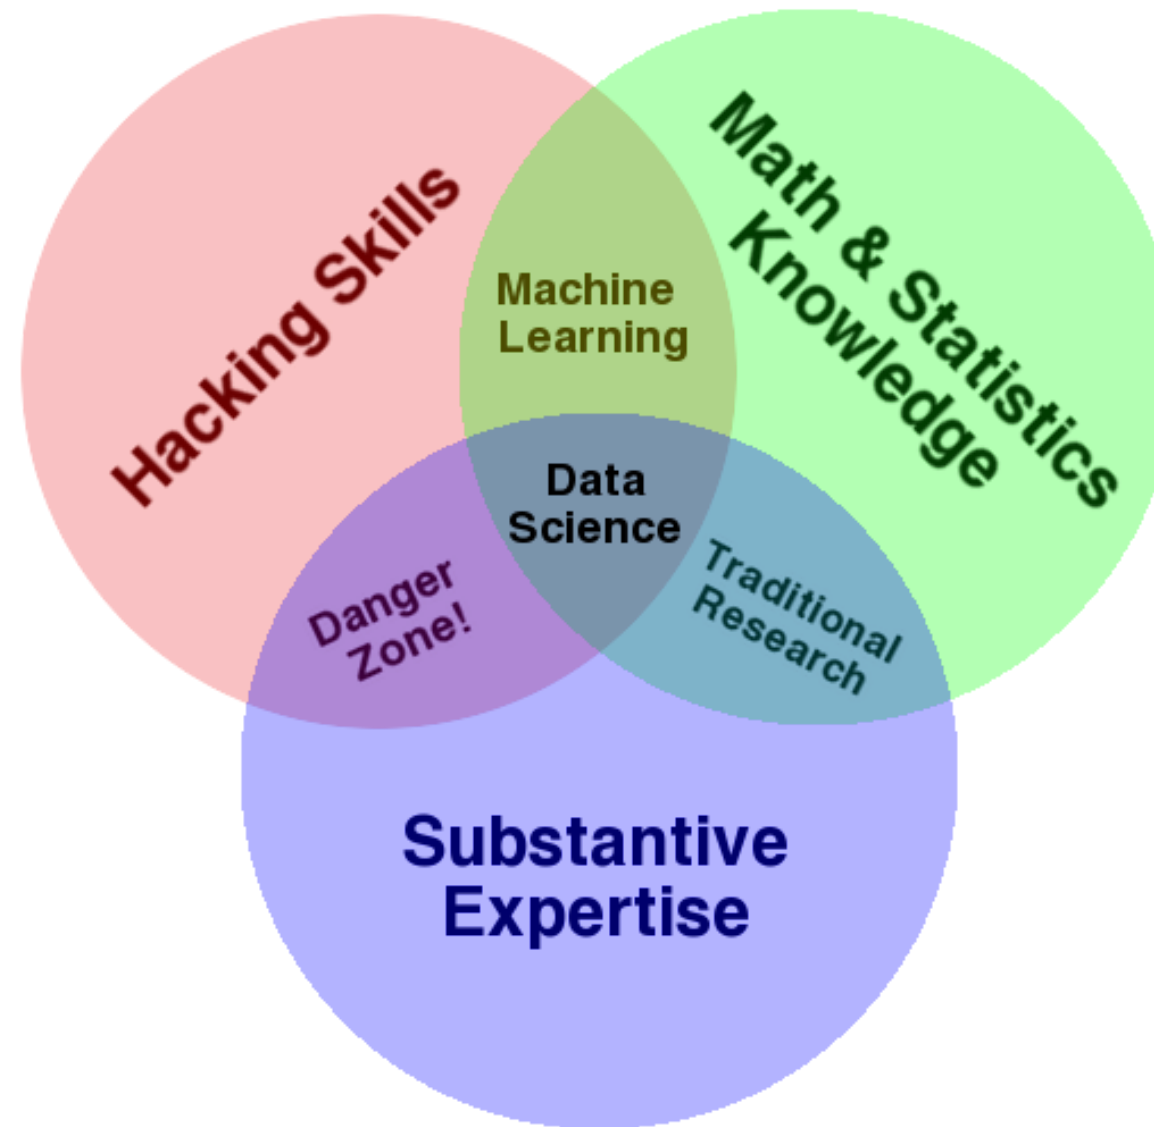 Hacking Skills
Math & Statistics
Knowledge
Machine
Learning
Data
Science
Danger
Zone!
Traditional
Research
Substantive
Expertise